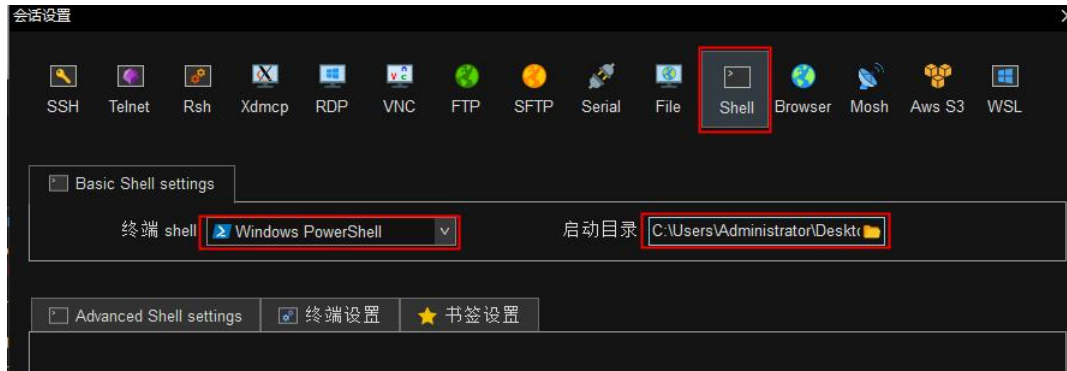 会话设置
SSH Telnet Rsh Xdmcp RDP VNC FTP SFTP Serial File Shell Browser Mosh Aws S3 WSL
Basic Shell settings
终端 shell Windows PowerShell 启动目录 C:\Users\Administrator\Deskto
Advanced Shell settings 终端设置 书签设置